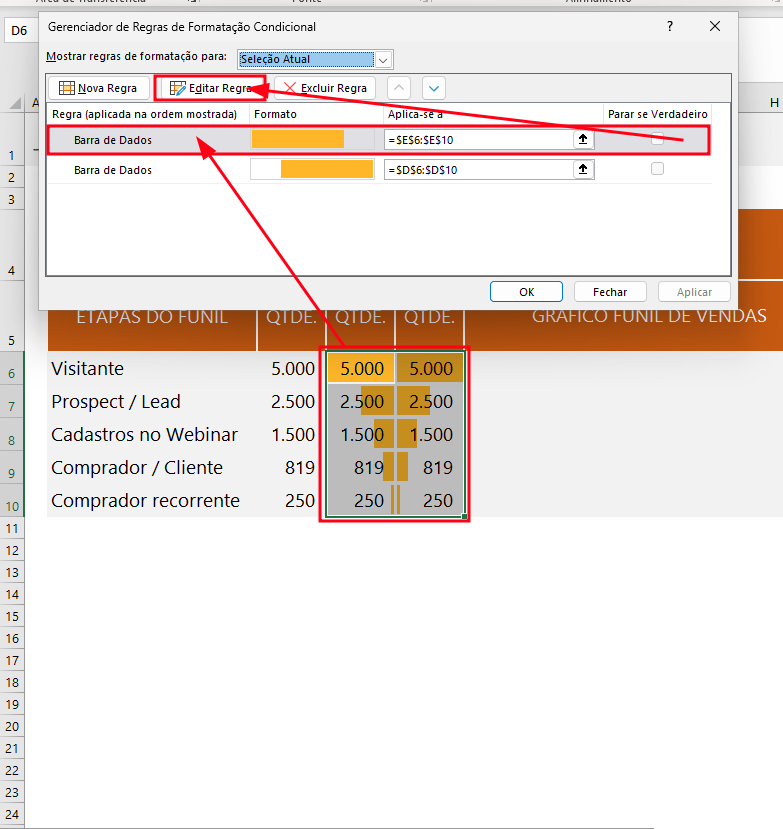 Área de Transferência Fonte Alinhamento
D6
Gerenciador de Regras de Formatação Condicional ? ×
Mostrar regras de formatação para: Seleção Atual
Nova Regra Editar Regra Excluir Regra
Regra (aplicada na ordem mostrada) Formato Aplica-se a Parar se Verdadeiro
Barra de Dados =$E$6:$E$10
Barra de Dados =$D$6:$D$10
OK Fechar Aplicar
A H
1
2
3
4
5 ETAPAS DO FUNIL QTDE. QTDE. QTDE. GRÁFICO FUNIL DE VENDAS
6 Visitante 5.000 5.000 5.000
7 Prospect / Lead 2.500 2.500 2.500
8 Cadastros no Webinar 1.500 1.500 1.500
9 Comprador / Cliente 819 819 819
10 Comprador recorrente 250 250 250
11
12
13
14
15
16
17
18
19
20
21
22
23
24